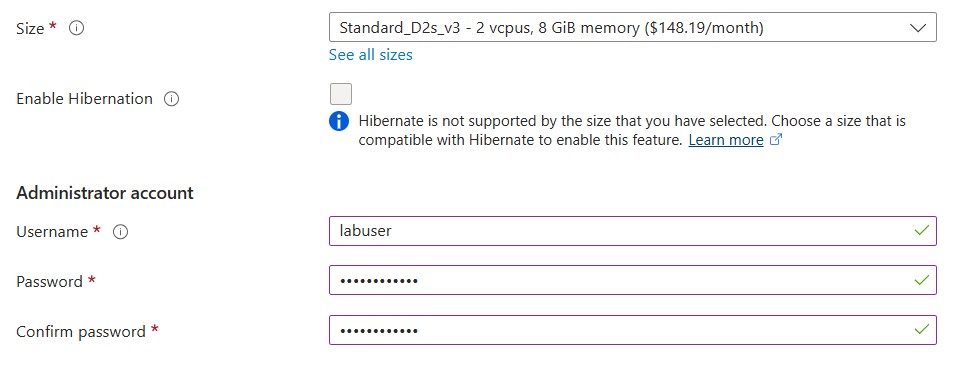 Size *
Standard_D2s_v3 - 2 vcpus, 8 GiB memory ($148.19/month)
See all sizes
Enable Hibernation
Hibernate is not supported by the size that you have selected. Choose a size that is
compatible with Hibernate to enable this feature. Learn more
Administrator account
Username *
labuser
Password *
••••••••••••
Confirm password *
••••••••••••